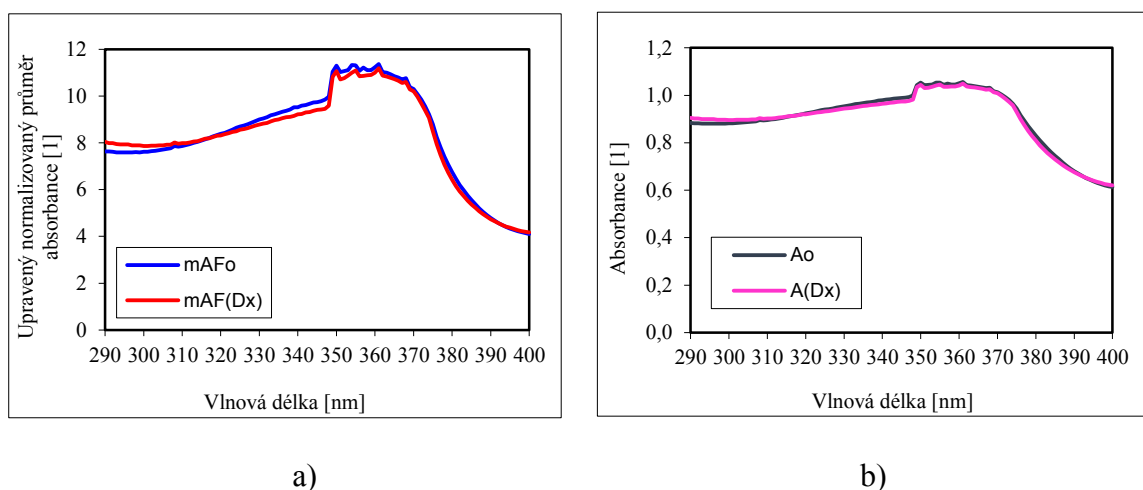 Upravený normalizovaný průměr
absorbance [1]
12
10
8
6
4
2
0
mAFo
mAF(Dx)
290 300 310 320 330 340 350 360 370 380 390 400
Vlnová délka [nm]
a)
Absorbance [1]
1,2
1,0
0,8
0,6
0,4
0,2
0,0
Ao
A(Dx)
290 300 310 320 330 340 350 360 370 380 390 400
Vlnová délka [nm]
b)